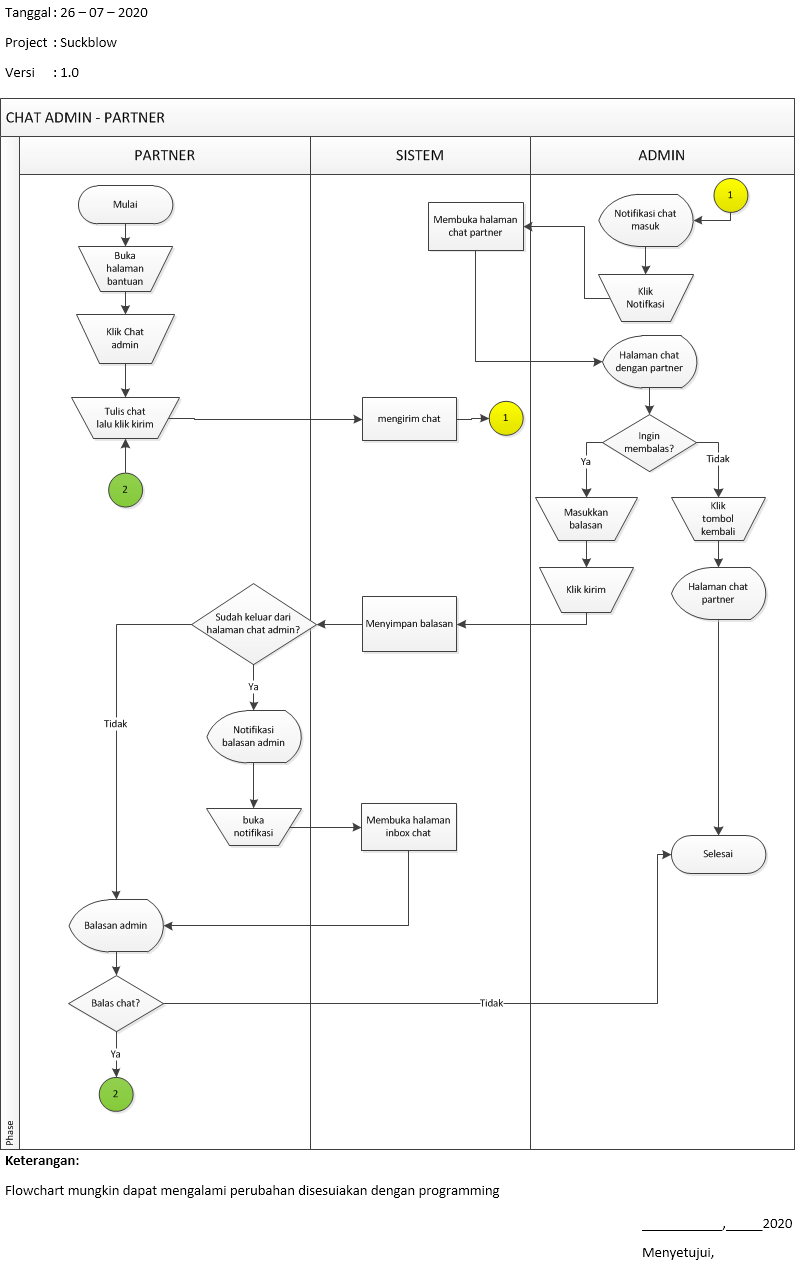 Tanggal : 26 – 07 – 2020
Project : Suckblow
Versi : 1.0
CHAT ADMIN - PARTNER
PARTNER
SISTEM
ADMIN
Mulai
Buka
halaman
bantuan
Klik Chat
admin
Tulis chat
lalu klik kirim
2
mengirim chat
1
1
Notifikasi chat
masuk
Klik
Notifkasi
Membuka halaman
chat partner
Halaman chat
dengan partner
Ingin
membalas?
Ya
Tidak
Masukkan
balasan
Klik
tombol
kembali
Klik kirim
Halaman chat
partner
Menyimpan balasan
Sudah keluar dari
halaman chat admin?
Ya
Tidak
Notifikasi
balasan admin
buka
notifikasi
Membuka halaman
inbox chat
Selesai
Balasan admin
Balas chat?
Tidak
Ya
2
Phase
Keterangan:
Flowchart mungkin dapat mengalami perubahan disesuiakan dengan programming
___________,_____2020
Menyetujui,